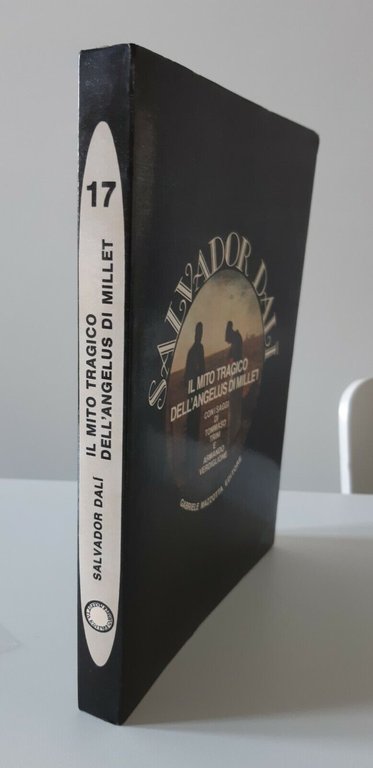 17
IL MITO TRAGICO
DELL'ANGELUS DI MILLET
SALVADOR DALÍ
SALVADOR DALÍ
IL MITO TRAGICO
DELL'ANGELUS DI MILLET
CON I SAGGI
DI
TOMMASO
TRINI
E
ARMANDO
VERDIGLIONE
GABRIELE MAZZOTTA EDITORE